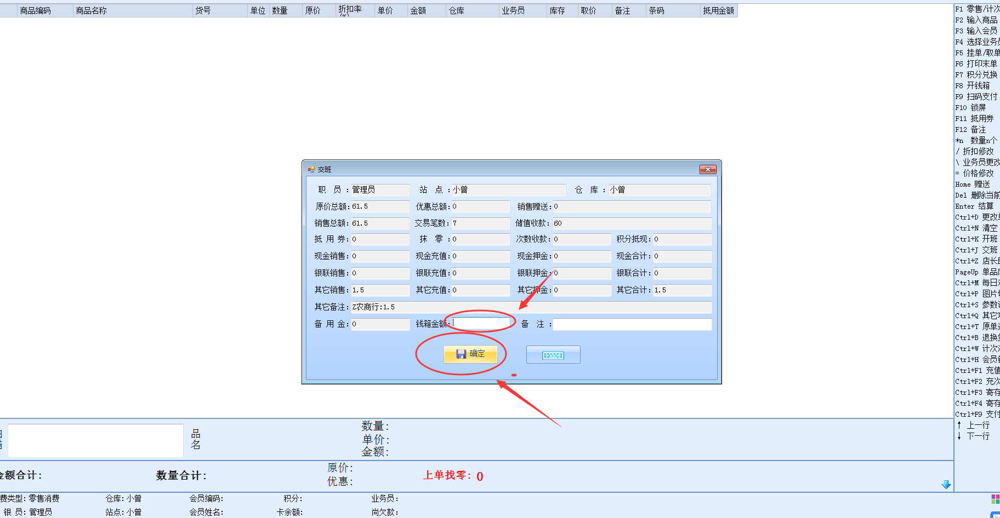 商品编码 商品名称 货号 单位 数量 原价 折扣率 单价 金额 仓库 业务员 库存 取价 备注 条码 抵用金额
F1 零售/计次
F2 输入商品
F3 输入会员
F4 选择业务员
F5 挂单/取单
F6 打印末单
F7 积分兑换
F8 开钱箱
F9 扫码支付
F10 锁屏
F11 抵用券
F12 备注
*n 数量n个
/ 折扣修改
\ 业务员更改
= 价格修改
Home 赠送
Del 删除当前
Enter 结算
Ctrl+D 更改单
Ctrl+N 清空
Ctrl+K 开班
Ctrl+J 交班
Ctrl+Z 店长
PageUp 单品
Ctrl+M 每日
Ctrl+P 图片
Ctrl+S 参数
Ctrl+Q 其它
Ctrl+T 原单
Ctrl+B 退换
Ctrl+W 计次
Ctrl+H 会员
Ctrl+F1 充值
Ctrl+F2 充次
Ctrl+F3 寄存
Ctrl+F4 寄存
Ctrl+F9 支付
↑ 上一行
↓ 下一行
交班
职 员 : 管理员 站 点 : 小曾 仓 库 : 小曾
原价总额: 61.5 优惠总额: 0 销售赠送: 0
销售总额: 61.5 交易笔数: 7 储值收款: 60
抵 用 券: 0 抹 零 : 0 次数收款: 0 积分抵现: 0
现金销售: 0 现金充值: 0 现金押金: 0 现金合计: 0
银联销售: 0 银联充值: 0 银联押金: 0 银联合计: 0
其它销售: 1.5 其它充值: 0 其它押金: 0 其它合计: 1.5
其它备注: Z农商行:1.5
备 用 金: 0 钱箱金额: 备 注 :
确定
品名
数量:
单价:
金额:
金额合计: 数量合计:
原价:
优惠:
上单找零: 0
费类型: 零售消费 仓库: 小曾 会员编码: 积分: 业务员:
银 员: 管理员 站点: 小曾 会员姓名: 卡余额: 尚欠款: